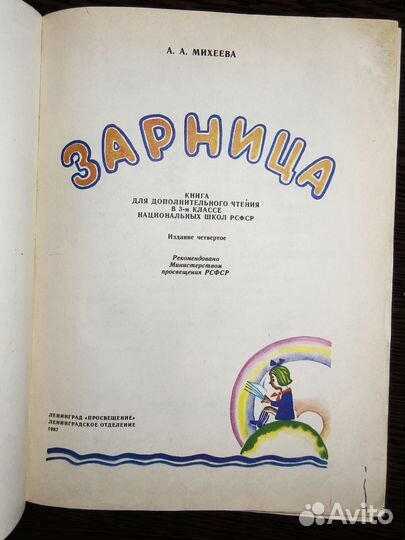 А. А. МИХЕЕВА
ЗАРНИЦА
КНИГА
ДЛЯ ДОПОЛНИТЕЛЬНОГО ЧТЕНИЯ
В 3-м КЛАССЕ
НАЦИОНАЛЬНЫХ ШКОЛ РСФСР
Издание четвертое
Рекомендовано
Министерством
просвещения РСФСР
ЛЕНИНГРАД «ПРОСВЕЩЕНИЕ»
ЛЕНИНГРАДСКОЕ ОТДЕЛЕНИЕ
1987
Avito